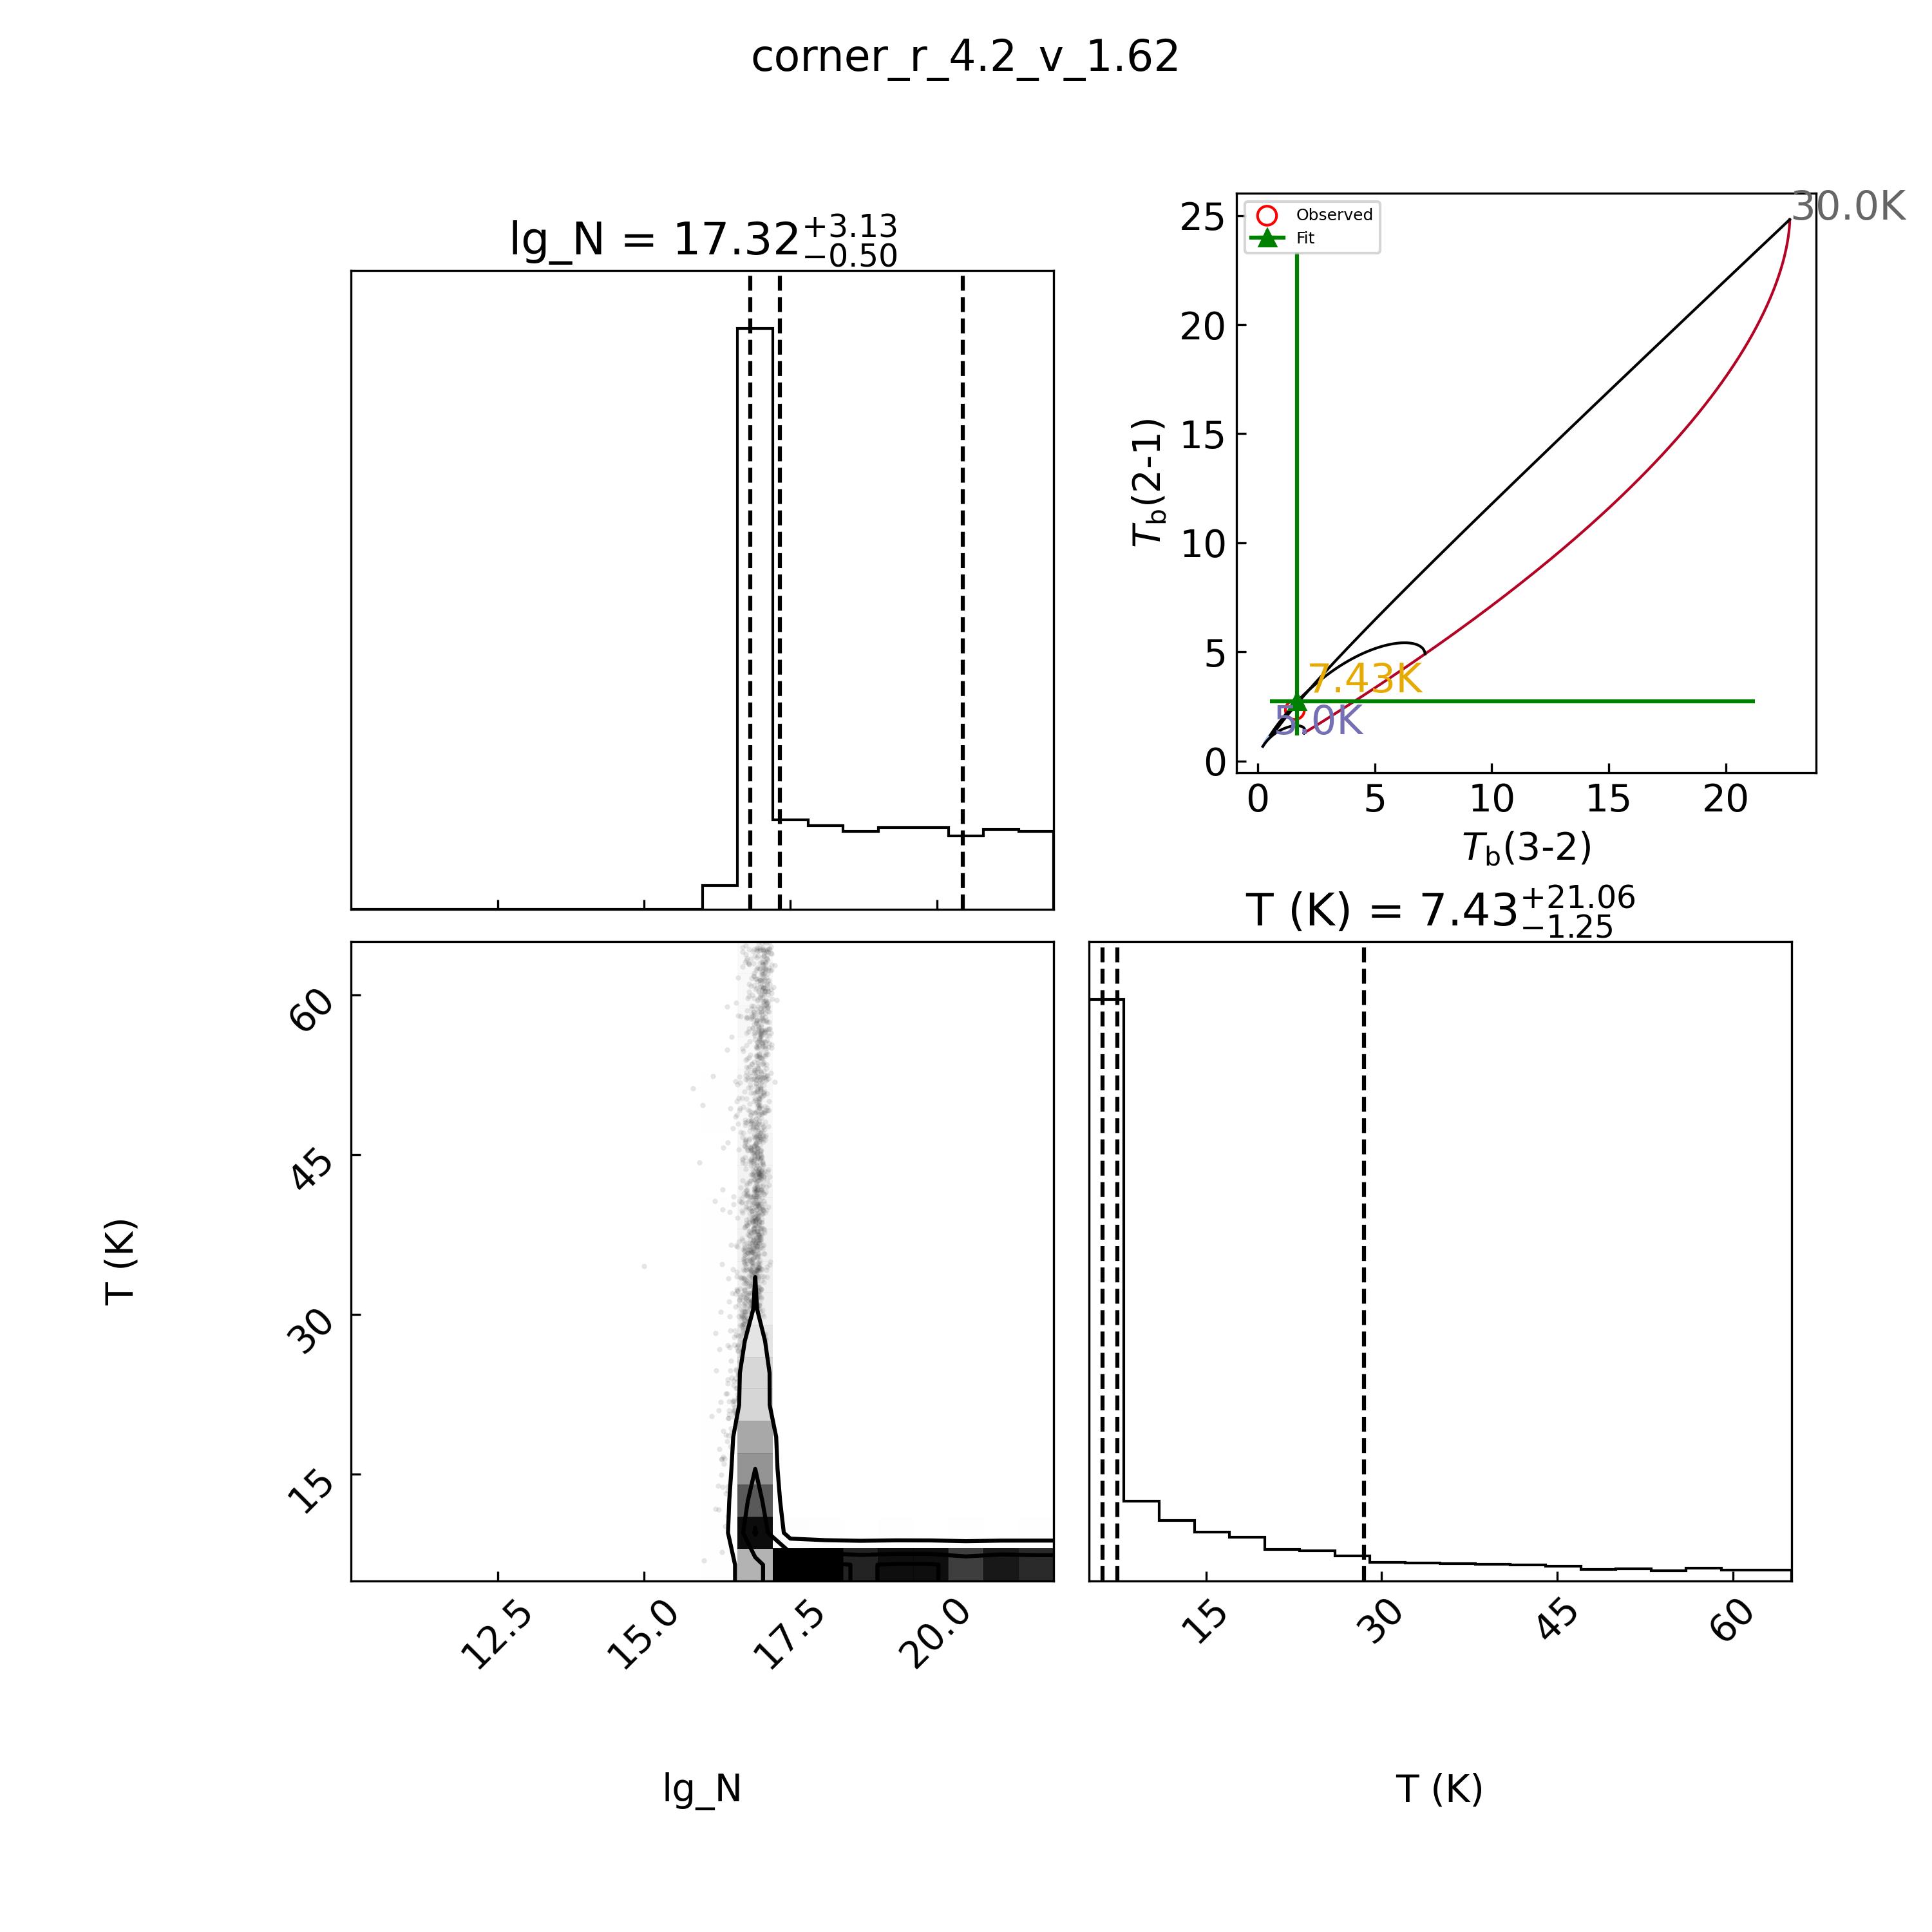 corner_r_4.2_v_1.62
lg_N = 17.32+3.13−0.50
30.0K
25
20
15
10
5
0
Tb(2-1)
Observed
Fit
7.43K
5.0K
0 5 10 15 20
Tb(3-2)
T (K) = 7.43+21.06−1.25
60
45
30
15
T (K)
12.5 15.0 17.5 20.0
lg_N
15 30 45 60
T (K)